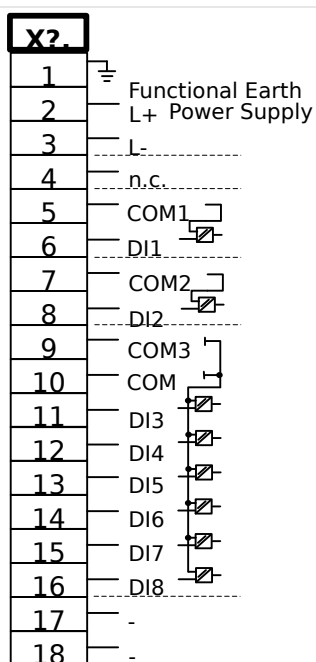 X?.
1
Functional Earth
2 L+ Power Supply
3 L-
4 n.c.
5 COM1
6 DI1
7 COM2
8 DI2
9 COM3
10 COM
11 DI3
12 DI4
13 DI5
14 DI6
15 DI7
16 DI8
17 -
18 -